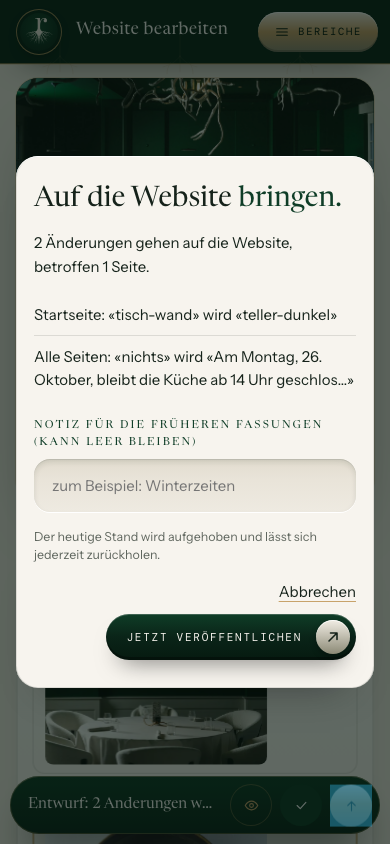 r
Website bearbeiten
BEREICHE
Auf die Website bringen.
2 Änderungen gehen auf die Website,
betroffen 1 Seite.
Startseite: «tisch-wand» wird «teller-dunkel»
Alle Seiten: «nichts» wird «Am Montag, 26.
Oktober, bleibt die Küche ab 14 Uhr geschlos…»
NOTIZ FÜR DIE FRÜHEREN FASSUNGEN
(KANN LEER BLEIBEN)
zum Beispiel: Winterzeiten
Der heutige Stand wird aufgehoben und lässt sich
jederzeit zurückholen.
Abbrechen
JETZT VERÖFFENTLICHEN
Entwurf: 2 Änderungen w…